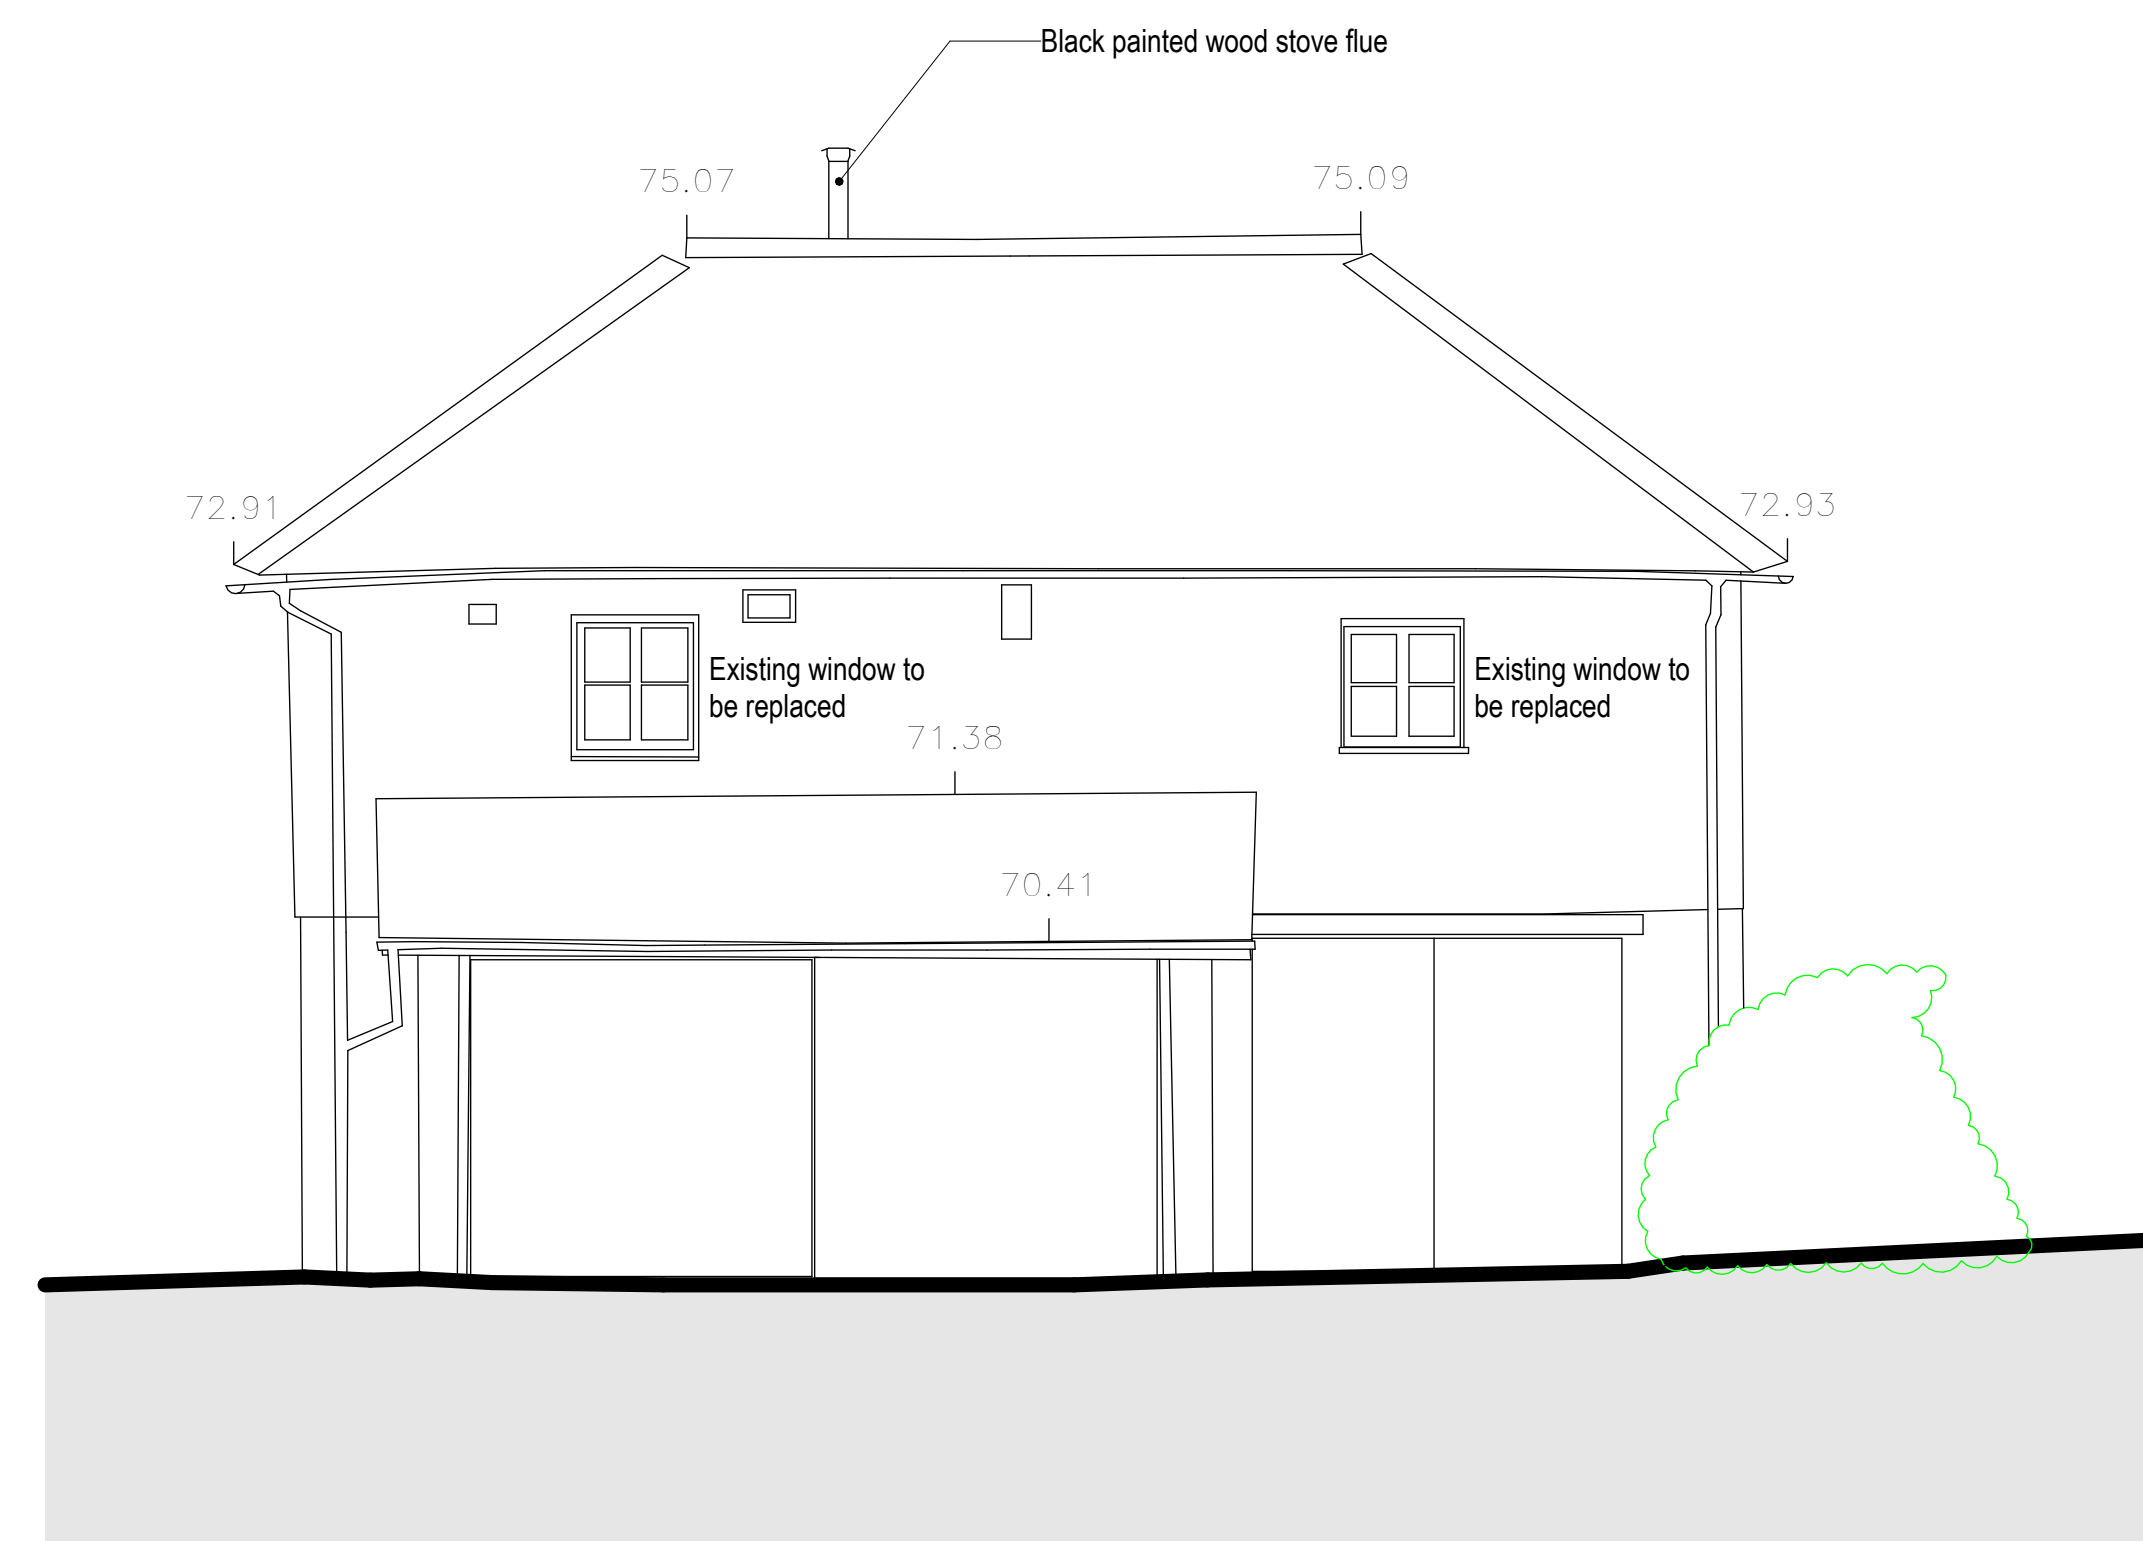 Black painted wood stove flue
75.07
75.09
72.91
72.93
Existing window to
be replaced
Existing window to
be replaced
71.38
70.41